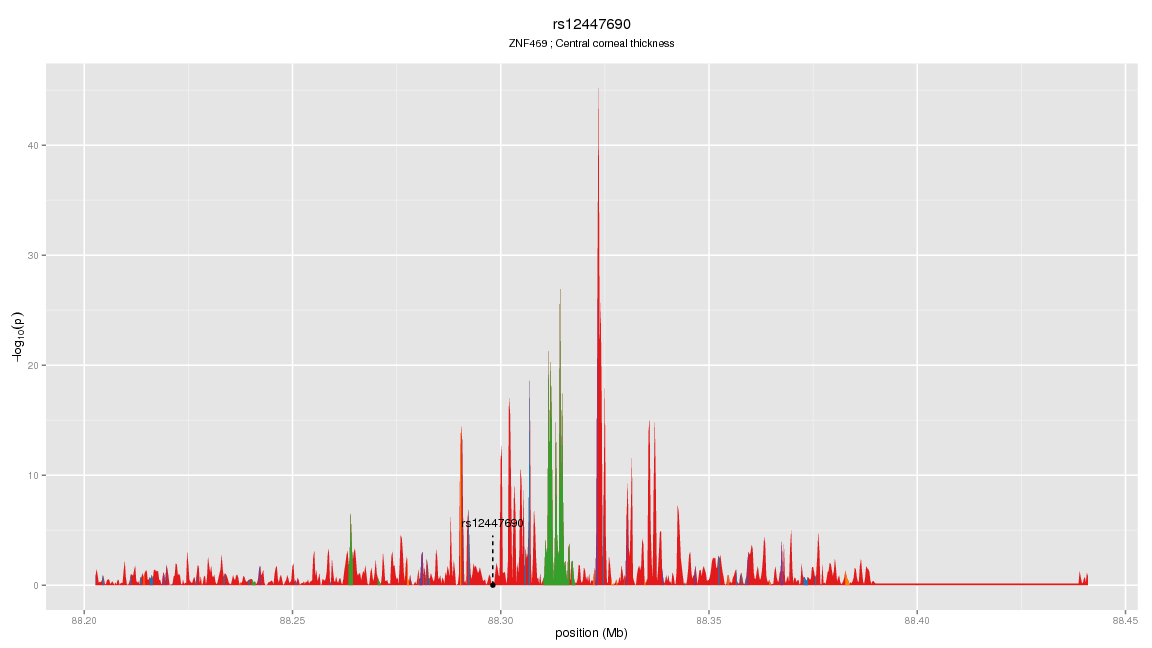 rs12447690
ZNF469 ; Central corneal thickness
−log10(p)
40
30
20
10
0
rs12447690
88.20 88.25 88.30 88.35 88.40 88.45
position (Mb)